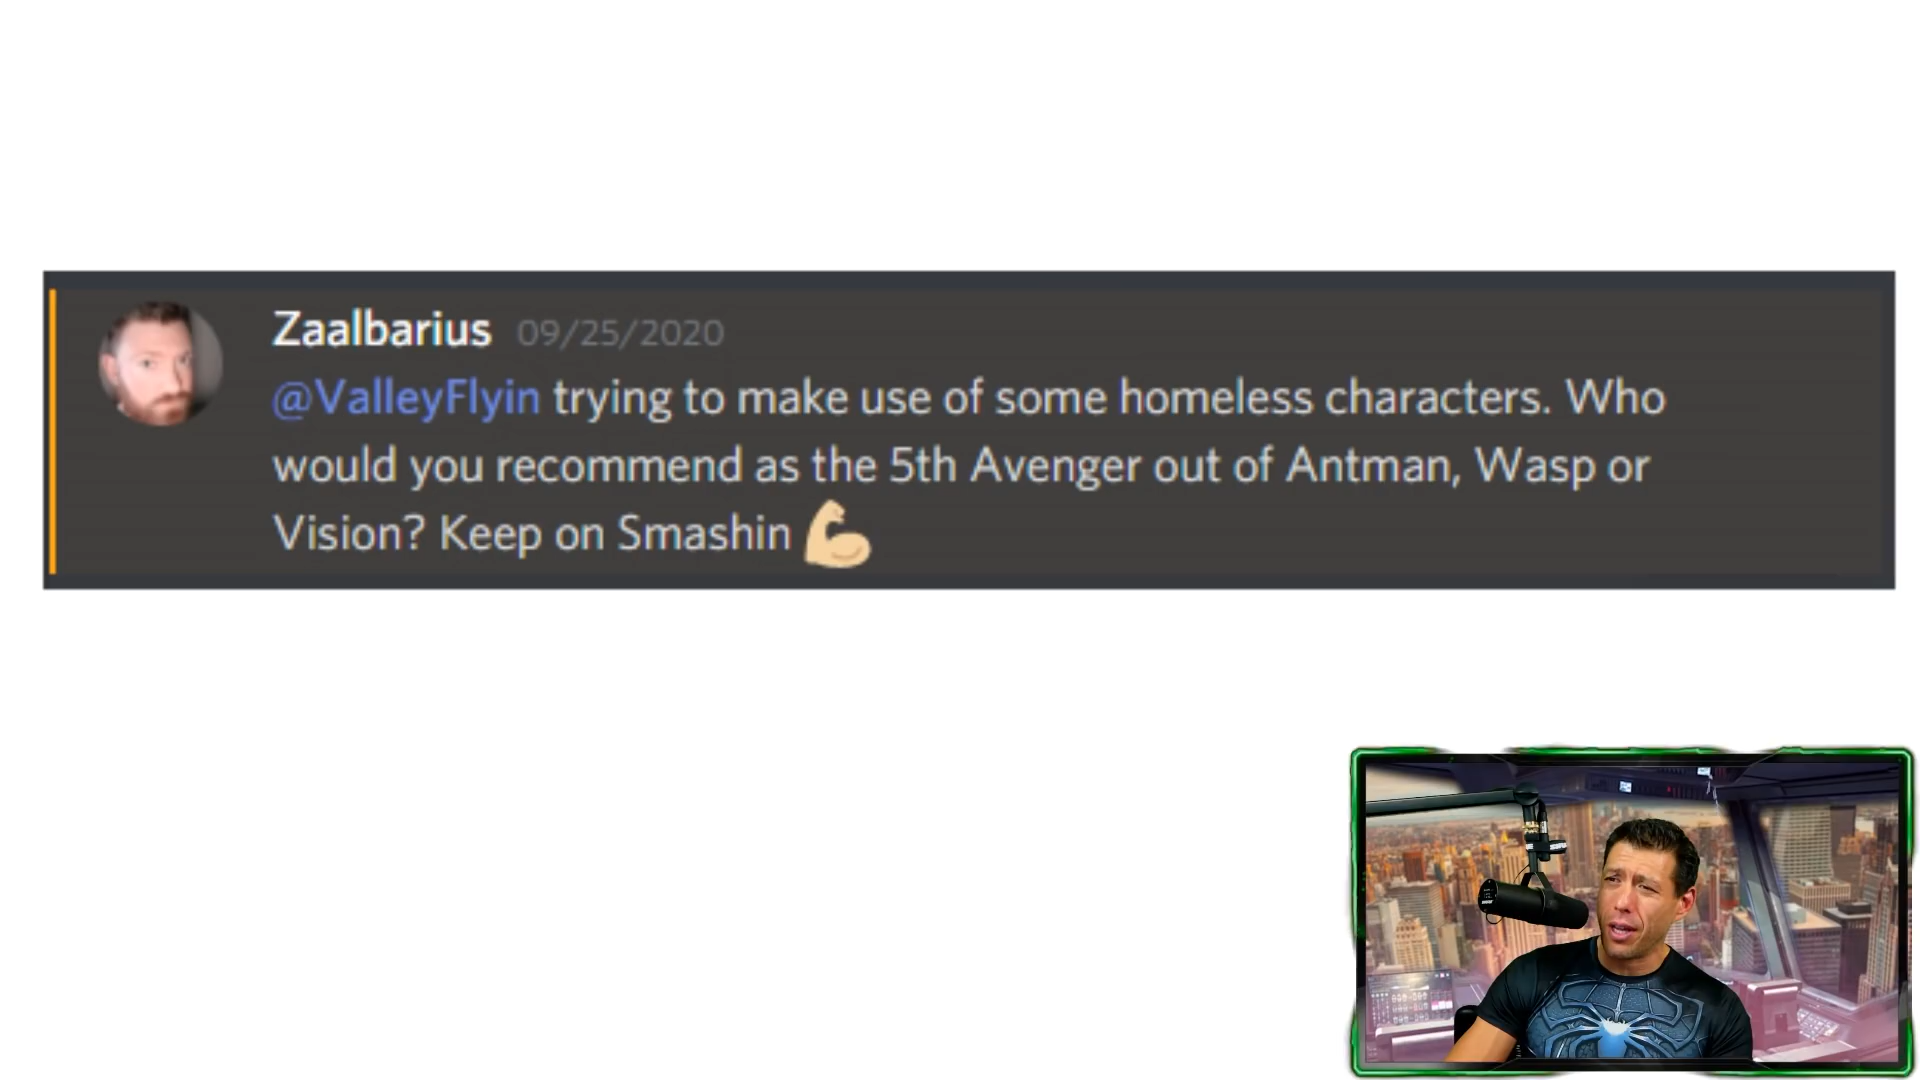 Zaalbarius 09/25/2020
@ValleyFlyin trying to make use of some homeless characters. Who
would you recommend as the 5th Avenger out of Antman, Wasp or
Vision? Keep on Smashin 💪🏼